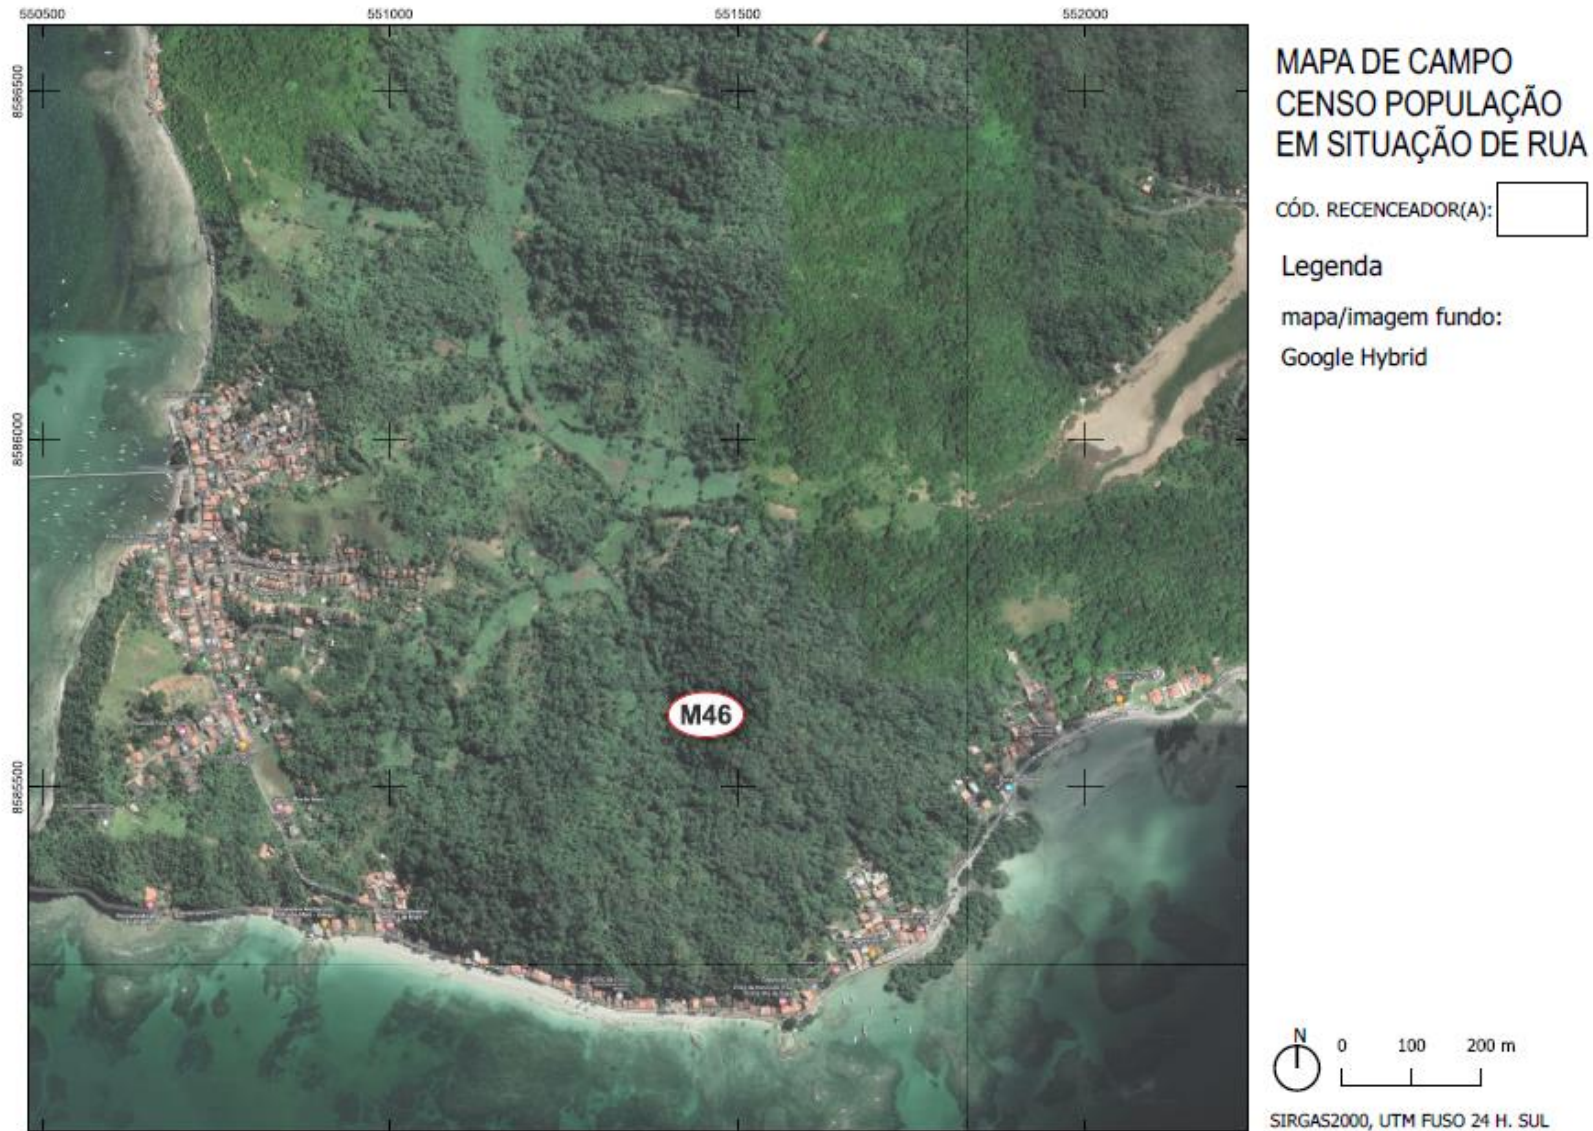 550500 551000 551500 552000
8586500
8586000
8585500
M46
MAPA DE CAMPO
CENSO POPULAÇÃO
EM SITUAÇÃO DE RUA
CÓD. RECENCEADOR(A):
Legenda
mapa/imagem fundo:
Google Hybrid
N
0 100 200 m
SIRGAS2000, UTM FUSO 24 H. SUL